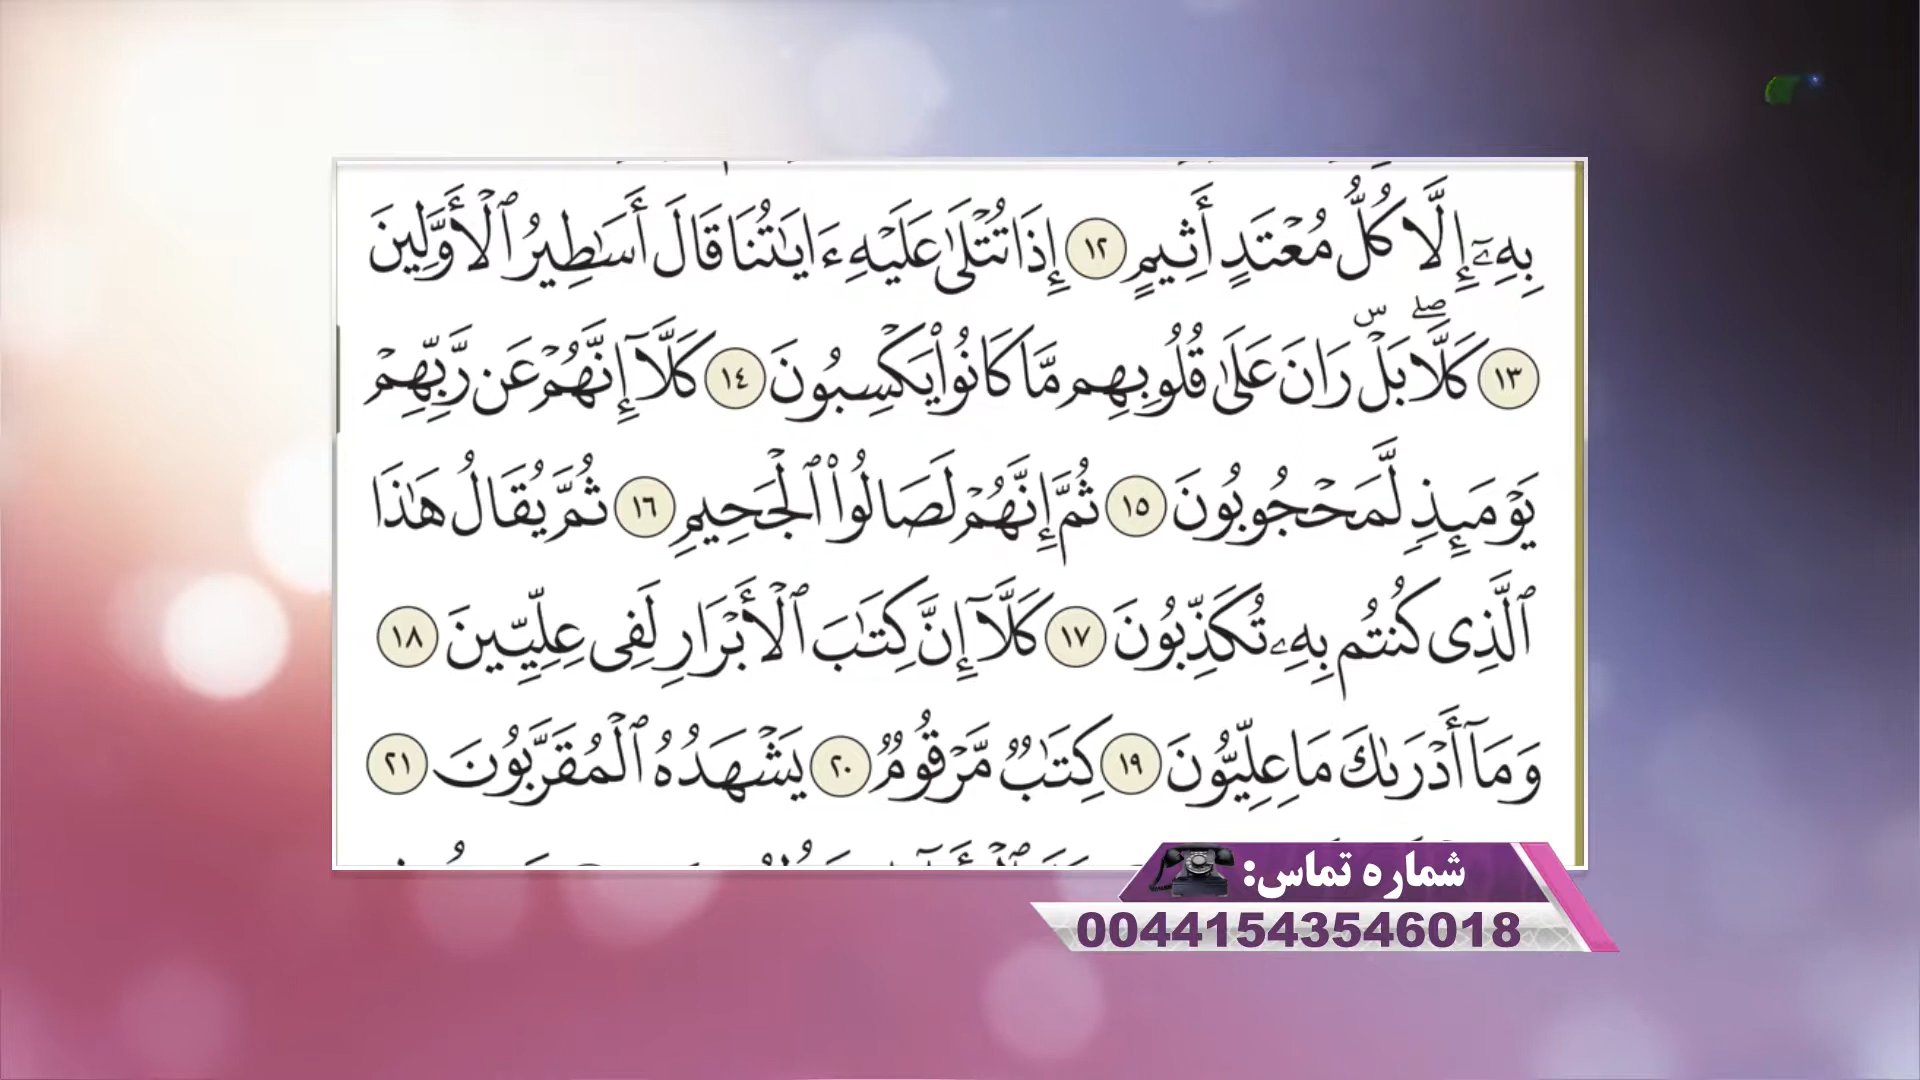 بِهِۦٓ إِلَّا كُلُّ مُعْتَدٍ أَثِيمٍ ١٢ إِذَا تُتْلَىٰ عَلَيْهِ ءَايَٰتُنَا قَالَ أَسَٰطِيرُ ٱلْأَوَّلِينَ
١٣ كَلَّاۖ بَلْۜ رَانَ عَلَىٰ قُلُوبِهِم مَّا كَانُوا۟ يَكْسِبُونَ ١٤ كَلَّآ إِنَّهُمْ عَن رَّبِّهِمْ
يَوْمَئِذٍ لَّمَحْجُوبُونَ ١٥ ثُمَّ إِنَّهُمْ لَصَالُوا۟ ٱلْجَحِيمِ ١٦ ثُمَّ يُقَالُ هَٰذَا
ٱلَّذِى كُنتُم بِهِۦ تُكَذِّبُونَ ١٧ كَلَّآ إِنَّ كِتَٰبَ ٱلْأَبْرَارِ لَفِى عِلِّيِّينَ ١٨
وَمَآ أَدْرَىٰكَ مَا عِلِّيُّونَ ١٩ كِتَٰبٌ مَّرْقُومٌ ٢٠ يَشْهَدُهُ ٱلْمُقَرَّبُونَ ٢١
شماره تماس:
00441543546018